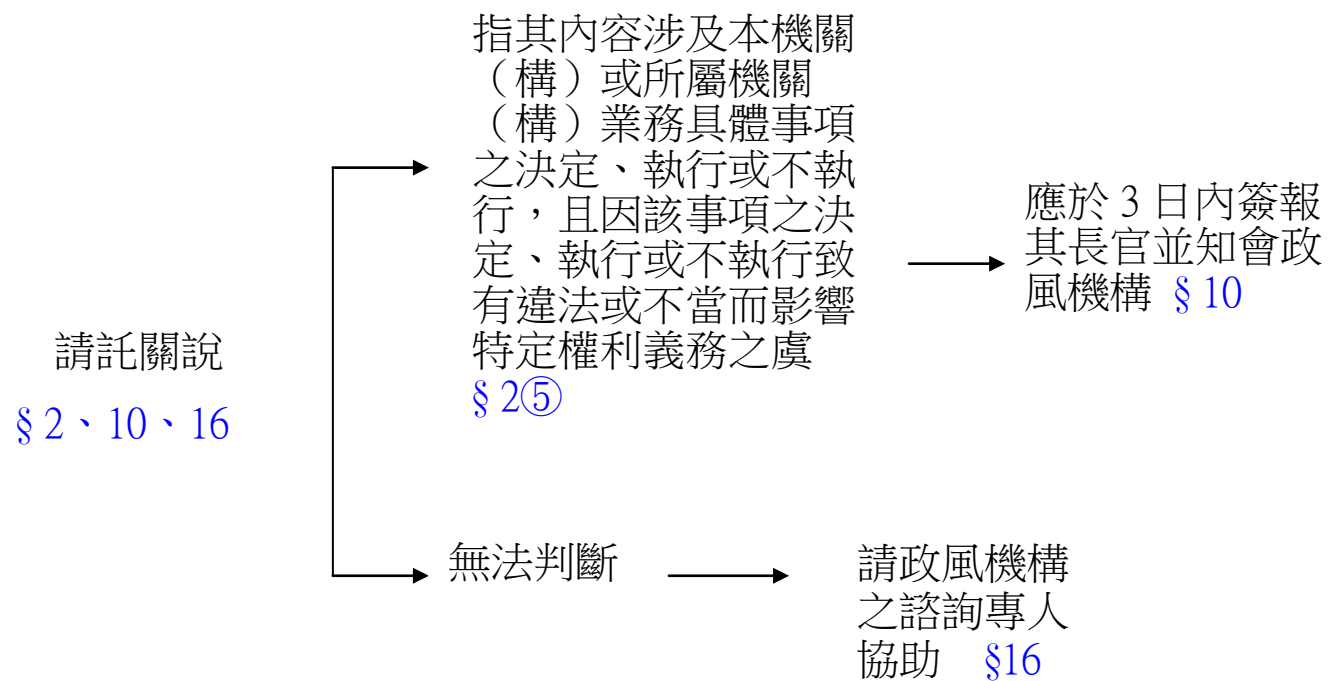 請託關說
§ 2、10、16
指其內容涉及本機關
（構）或所屬機關
（構）業務具體事項
之決定、執行或不執
行，且因該事項之決
定、執行或不執行致
有違法或不當而影響
特定權利義務之虞
§ 2⑤
應於 3 日內簽報
其長官並知會政
風機構 § 10
無法判斷
請政風機構
之諮詢專人
協助 §16